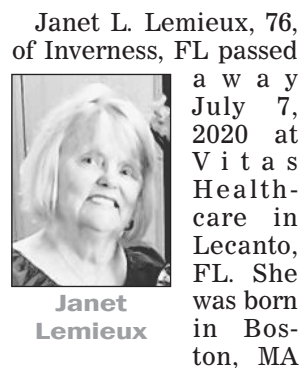 Janet L. Lemieux, 76,
of Inverness, FL passed
away
July 7,
2020 at
Vitas
Health-
care in
Lecanto,
FL. She
was born
in Bos-
ton, MA
Janet
Lemieux